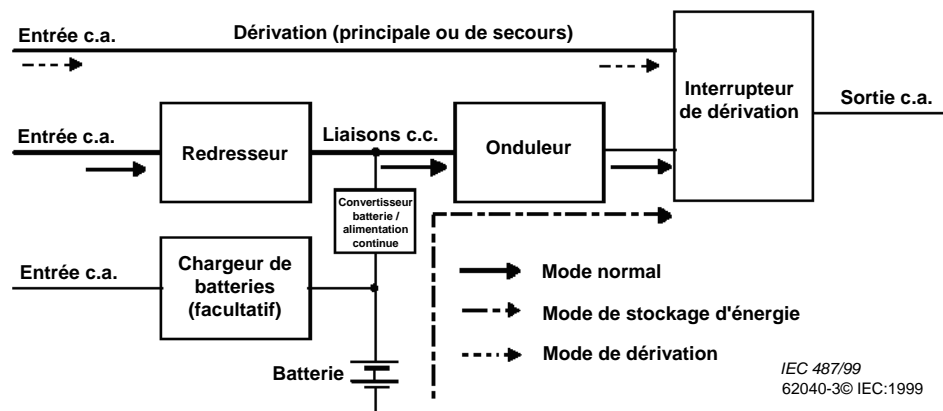 Entrée c.a.
Dérivation (principale ou de secours)
Interrupteur
de dérivation
Sortie c.a.
Entrée c.a.
Redresseur
Liaisons c.c.
Onduleur
Convertisseur
batterie /
alimentation
continue
Entrée c.a.
Chargeur de
batteries
(facultatif)
Batterie
Mode normal
Mode de stockage d'énergie
Mode de dérivation
IEC 487/99
62040-3© IEC:1999